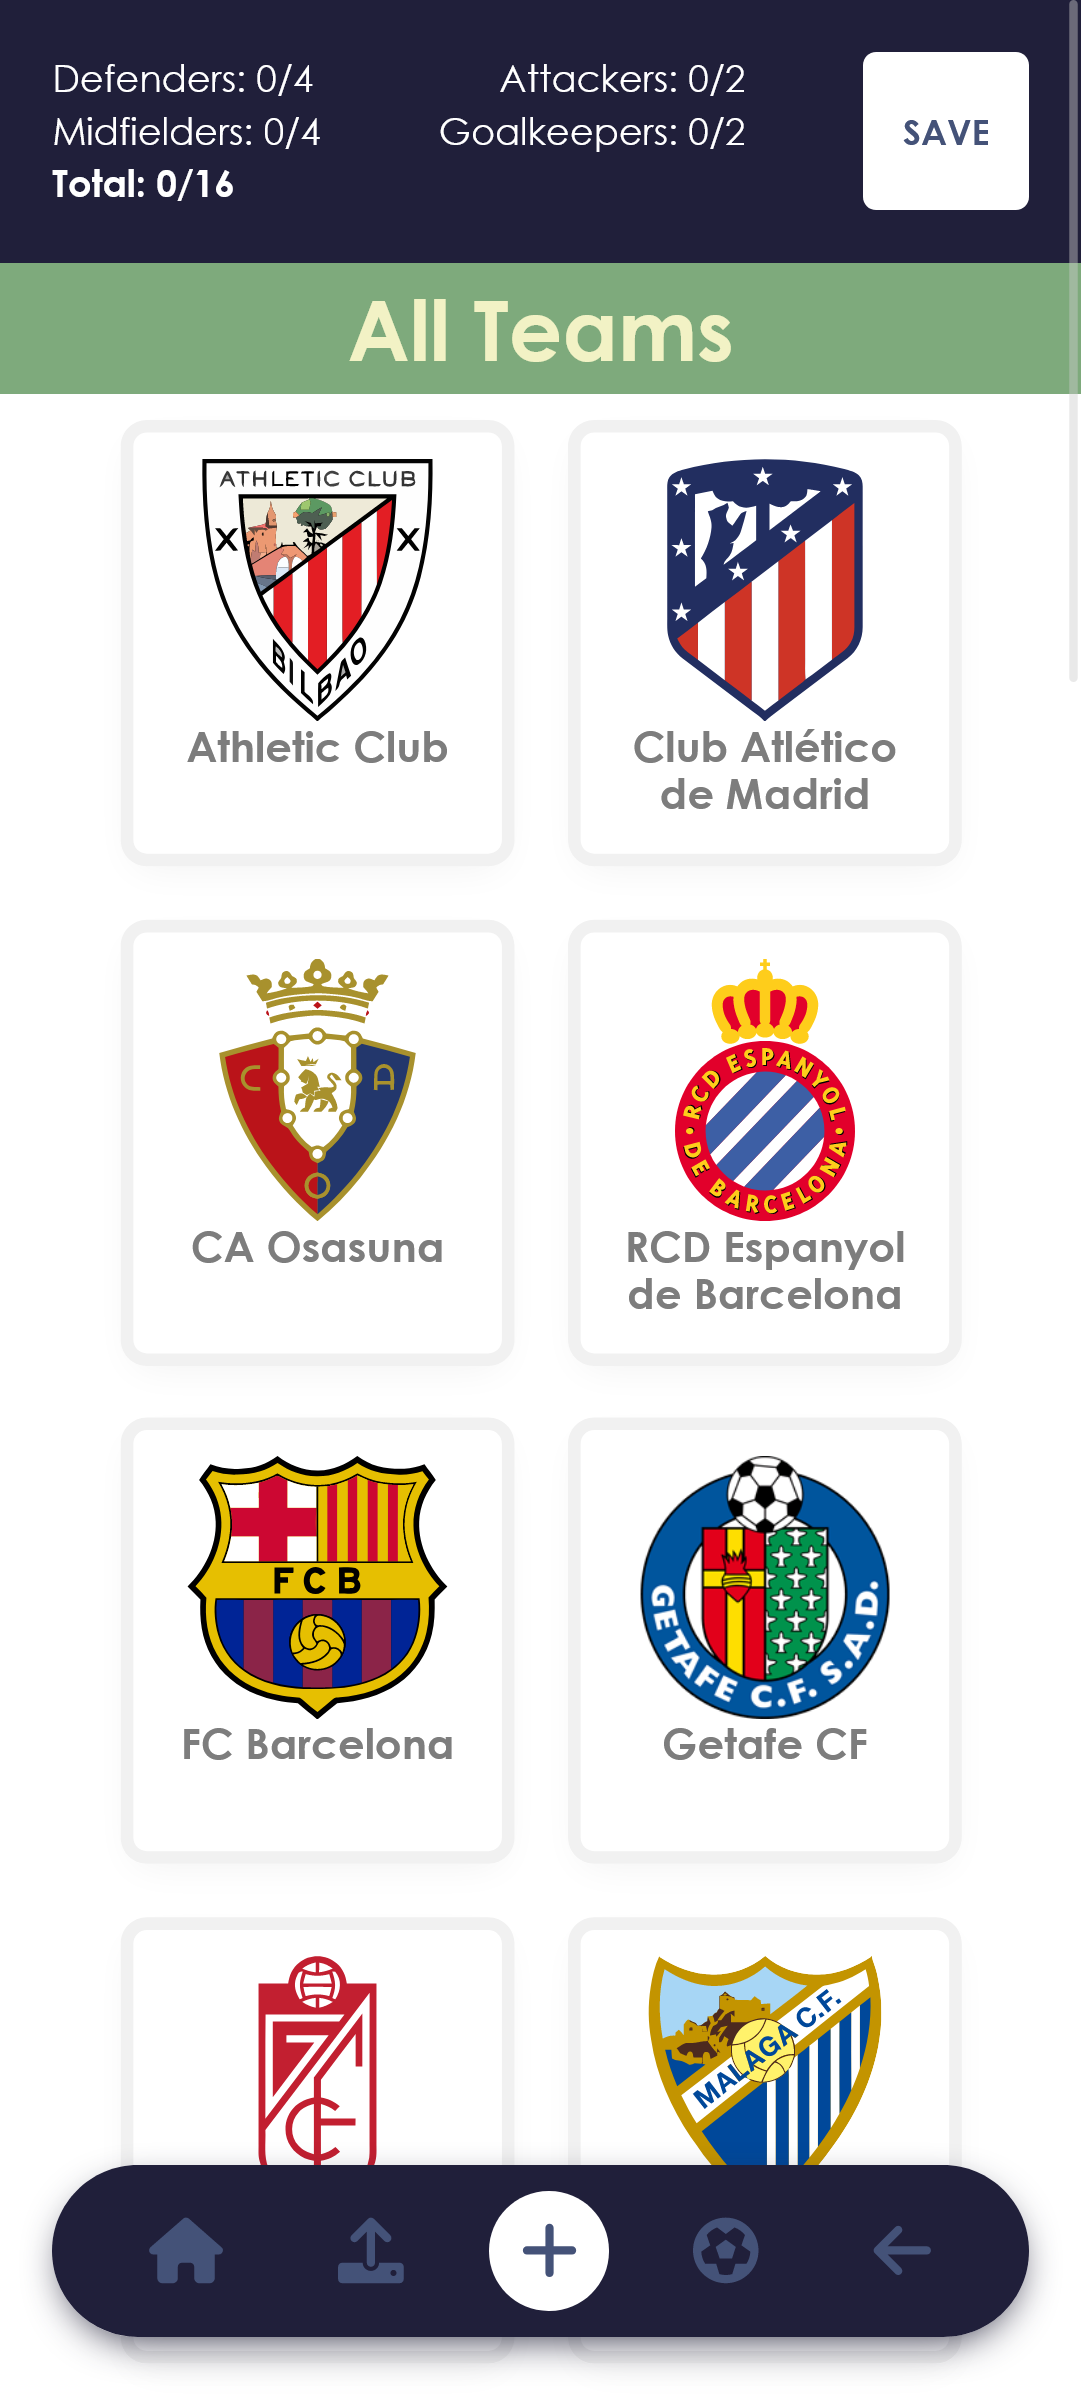 Defenders: 0/4
Attackers: 0/2
Midfielders: 0/4
Goalkeepers: 0/2
Total: 0/16
SAVE
All Teams
ATHLETIC CLUB
BILBAO
Athletic Club
Club Atlético
de Madrid
C A
O
CA Osasuna
RCD ESPANYOL
DE BARCELONA
RCD Espanyol
de Barcelona
FCB
FC Barcelona
GETAFE C.F. S.A.D.
Getafe CF
MALAGA C.F.